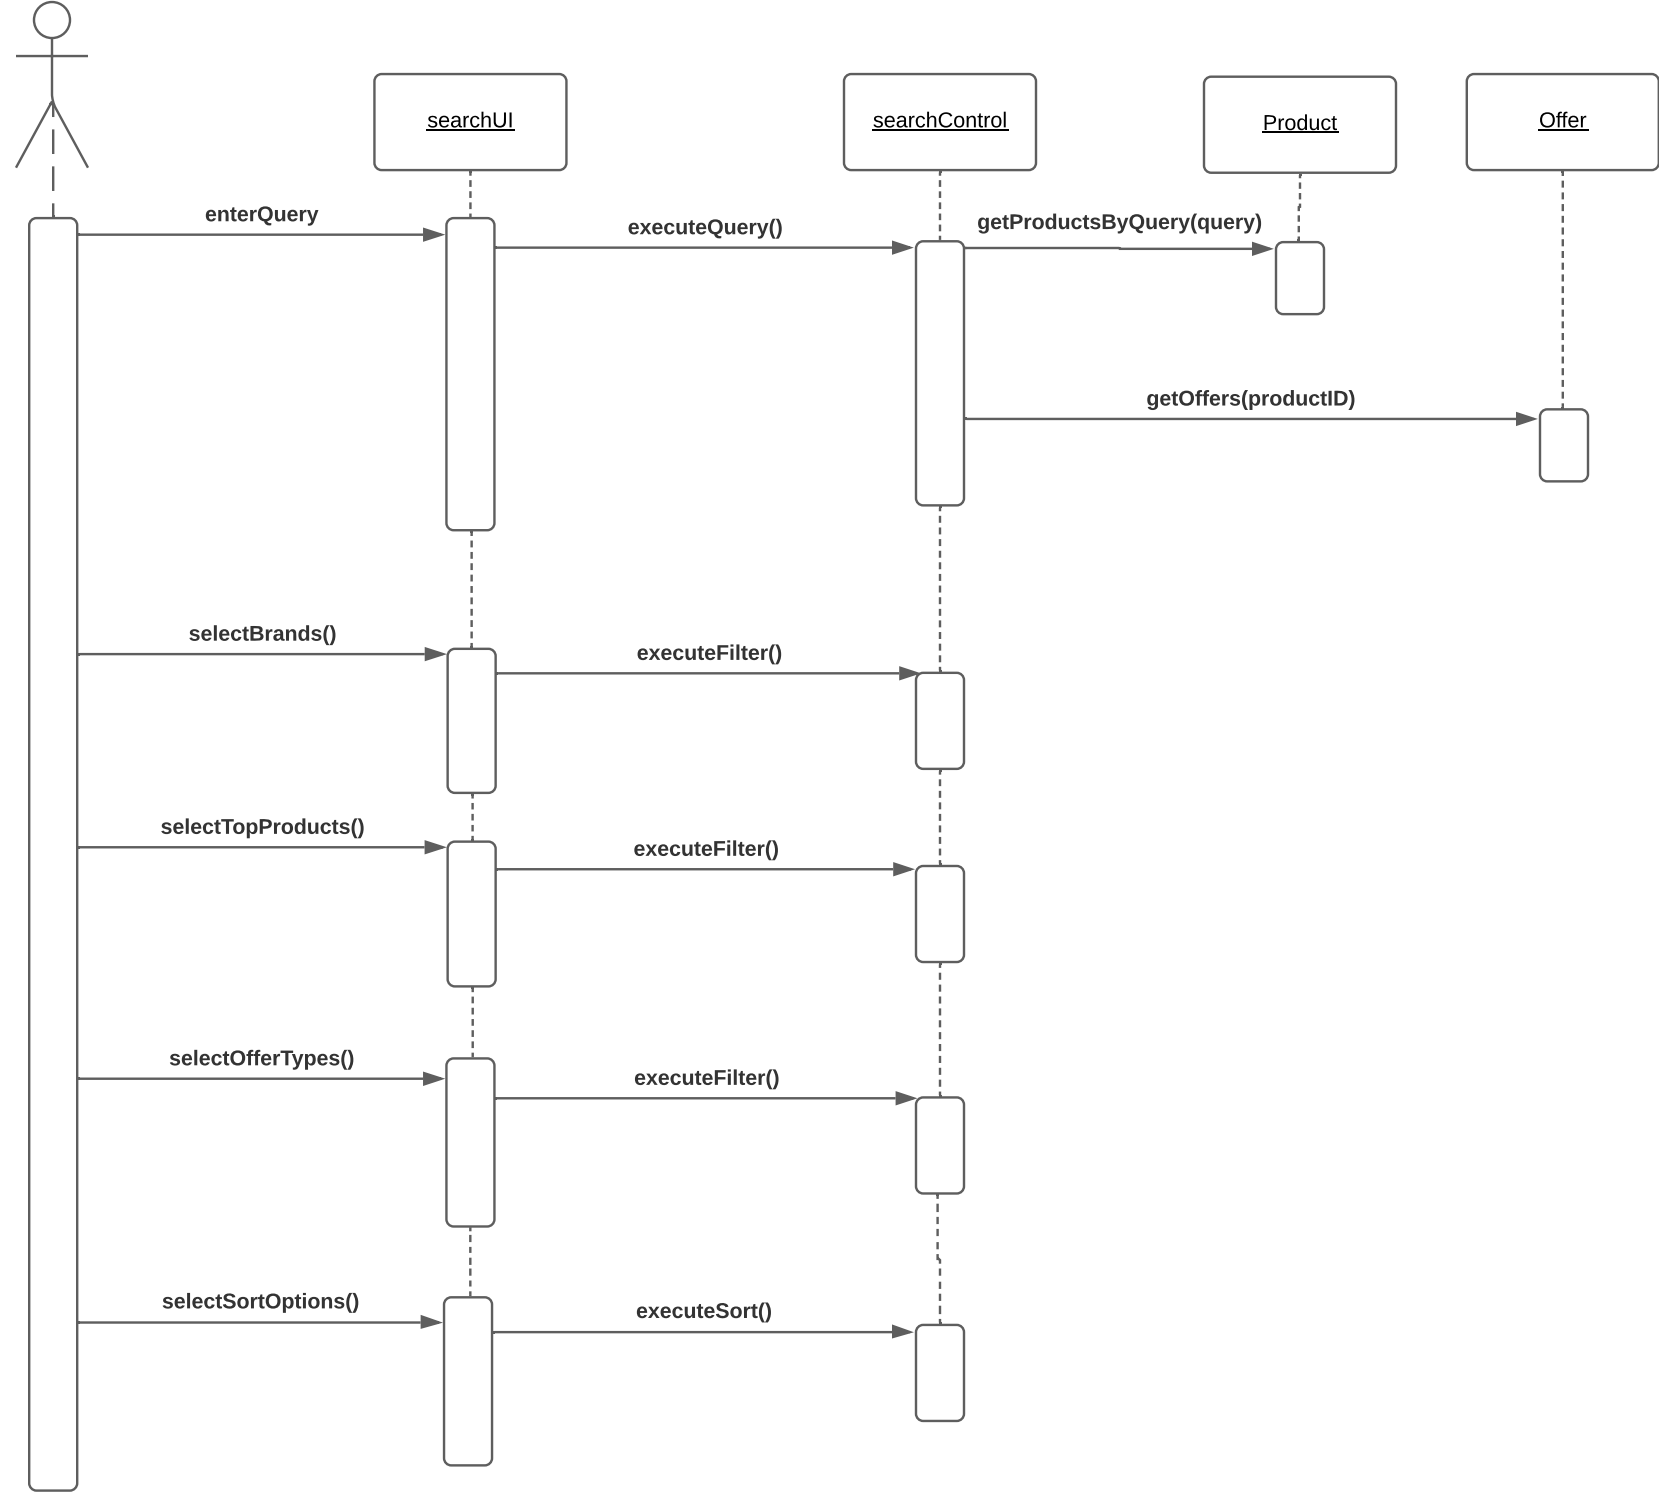 searchUI
searchControl
Product
Offer
enterQuery
executeQuery()
getProductsByQuery(query)
getOffers(productID)
selectBrands()
executeFilter()
selectTopProducts()
executeFilter()
selectOfferTypes()
executeFilter()
selectSortOptions()
executeSort()